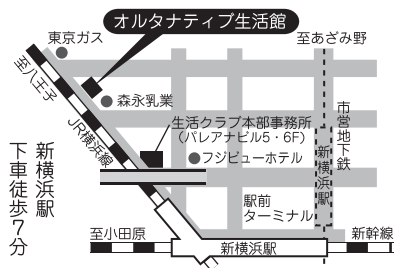 オルタナティブ生活館
東京ガス
至あざみ野
至八王子
森永乳業
生活クラブ本部事務所
(バレアナビル5・6F)
フジビューホテル
JR横浜線
市営地下鉄
新横浜駅
新横浜駅
下車徒歩7分
駅前
ターミナル
至小田原
新横浜駅
新幹線